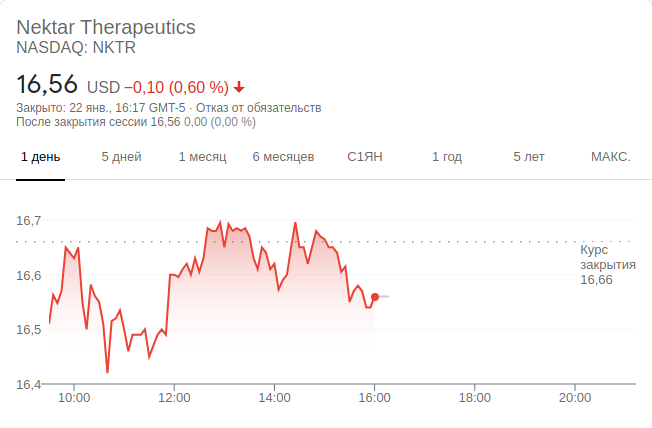 Nektar Therapeutics
NASDAQ: NKTR
16,56 USD −0,10 (0,60 %)
Закрыто: 22 янв., 16:17 GMT-5 · Отказ от обязательств
После закрытия сессии 16,56 0,00 (0,00 %)
1 день 5 дней 1 месяц 6 месяцев С1ЯН 1 год 5 лет МАКС.
16,7
Курс
закрытия
16,66
16,6
16,5
16,4
10:00 12:00 14:00 16:00 18:00 20:00